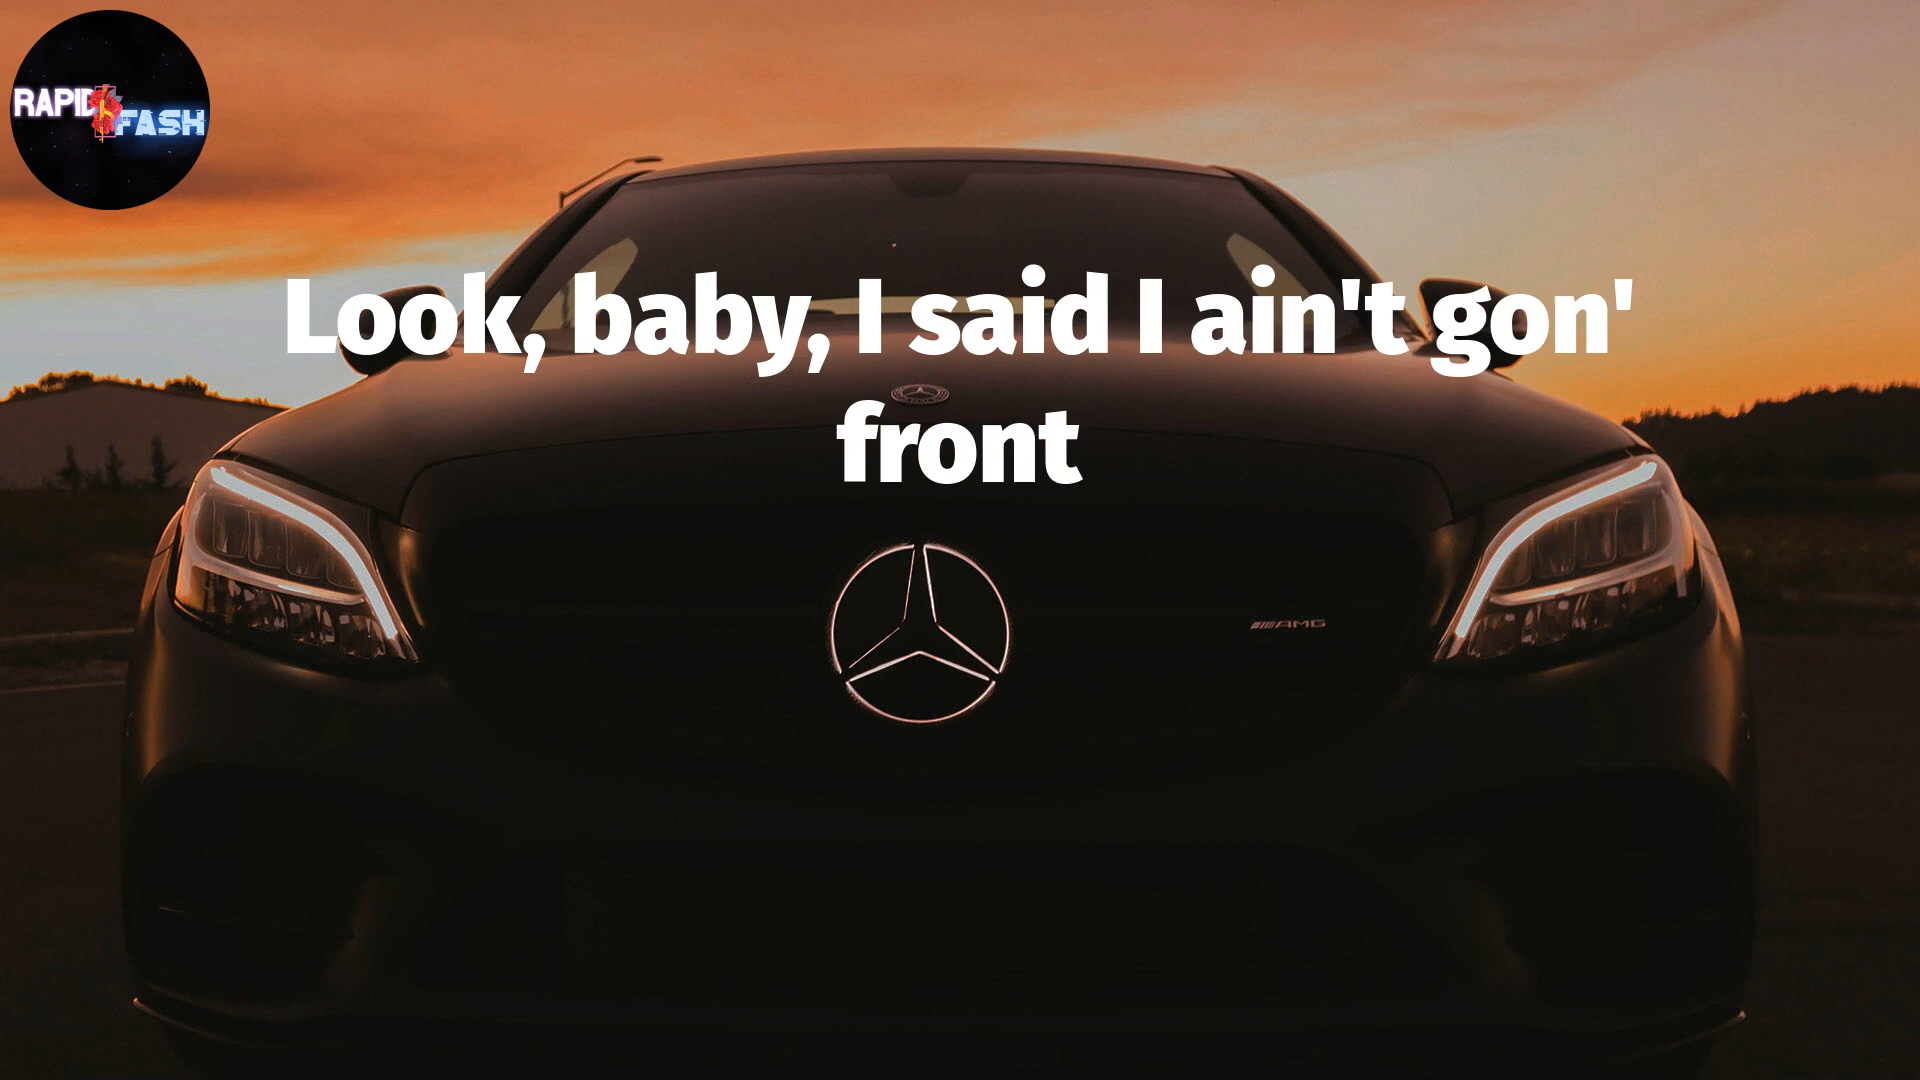 RAPID
FASH
Look, baby, I said I ain't gon'
front
AMG